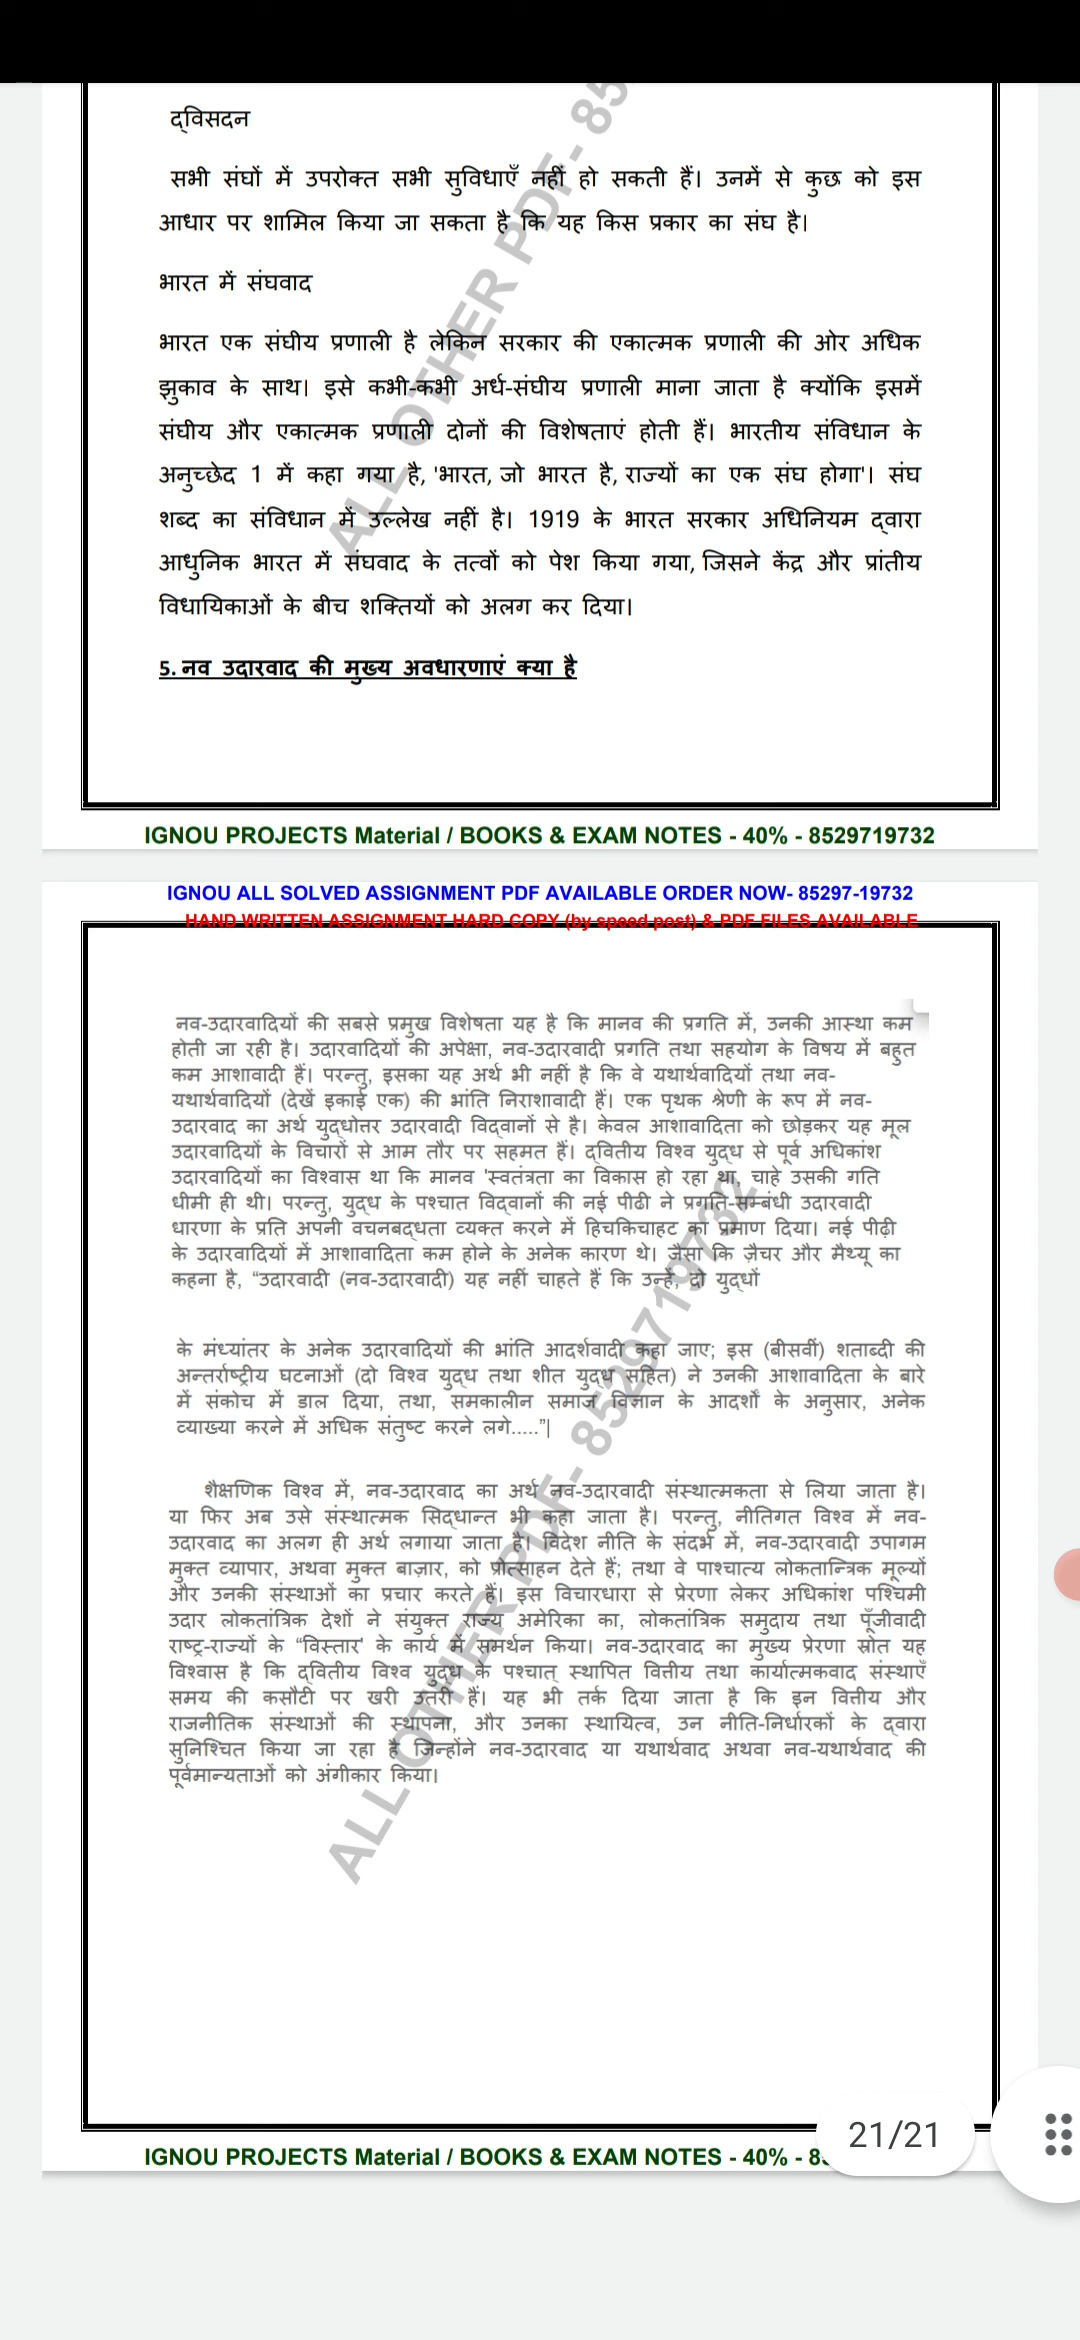 द्विसदन
सभी संघों में उपरोक्त सभी सुविधाएँ नहीं हो सकती हैं। उनमें से कुछ को इस
आधार पर शामिल किया जा सकता है कि यह किस प्रकार का संघ है।
भारत में संघवाद
भारत एक संघीय प्रणाली है लेकिन सरकार की एकात्मक प्रणाली की ओर अधिक
झुकाव के साथ। इसे कभी-कभी अर्ध-संघीय प्रणाली माना जाता है क्योंकि इसमें
संघीय और एकात्मक प्रणाली दोनों की विशेषताएं होती हैं। भारतीय संविधान के
अनुच्छेद 1 में कहा गया है, 'भारत, जो भारत है, राज्यों का एक संघ होगा'। संघ
शब्द का संविधान में उल्लेख नहीं है। 1919 के भारत सरकार अधिनियम द्वारा
आधुनिक भारत में संघवाद के तत्वों को पेश किया गया, जिसने केंद्र और प्रांतीय
विधायिकाओं के बीच शक्तियों को अलग कर दिया।
5. नव उदारवाद की मुख्य अवधारणाएं क्या है
IGNOU PROJECTS Material / BOOKS & EXAM NOTES - 40% - 8529719732
IGNOU ALL SOLVED ASSIGNMENT PDF AVAILABLE ORDER NOW- 85297-19732
HAND WRITTEN ASSIGNMENT HARD COPY (by speed post) & PDF FILES AVAILABLE
नव-उदारवादियों की सबसे प्रमुख विशेषता यह है कि मानव की प्रगति में, उनकी आस्था कम
होती जा रही है। उदारवादियों की अपेक्षा, नव-उदारवादी प्रगति तथा सहयोग के विषय में बहुत
कम आशावादी हैं। परन्तु, इसका यह अर्थ भी नहीं है कि वे यथार्थवादियों तथा नव-
यथार्थवादियों (देखें इकाई एक) की भांति निराशावादी हैं। एक पृथक श्रेणी के रूप में नव-
उदारवाद का अर्थ युद्धोत्तर उदारवादी विद्वानों से है। केवल आशावादिता को छोड़कर यह मूल
उदारवादियों के विचारों से आम तौर पर सहमत हैं। द्वितीय विश्व युद्ध से पूर्व अधिकांश
उदारवादियों का विश्वास था कि मानव 'स्वतंत्रता का विकास हो रहा था, चाहे उसकी गति
धीमी ही थी। परन्तु, युद्ध के पश्चात विद्वानों की नई पीढी ने प्रगति-सम्बंधी उदारवादी
धारणा के प्रति अपनी वचनबद्धता व्यक्त करने में हिचकिचाहट का प्रमाण दिया। नई पीढ़ी
के उदारवादियों में आशावादिता कम होने के अनेक कारण थे। जैसा कि ज़ैचर और मैथ्यू का
कहना है, “उदारवादी (नव-उदारवादी) यह नहीं चाहते हैं कि उन्हें, दो युद्धों
के मंध्यांतर के अनेक उदारवादियों की भांति आदर्शवादी कहा जाए; इस (बीसवीं) शताब्दी की
अन्तर्राष्ट्रीय घटनाओं (दो विश्व युद्ध तथा शीत युद्ध सहित) ने उनकी आशावादिता के बारे
में संकोच में डाल दिया, तथा, समकालीन समाज विज्ञान के आदर्शों के अनुसार, अनेक
व्याख्या करने में अधिक संतुष्ट करने लगे.....”|
शैक्षणिक विश्व में, नव-उदारवाद का अर्थ नव-उदारवादी संस्थात्मकता से लिया जाता है।
या फिर अब उसे संस्थात्मक सिद्धान्त भी कहा जाता है। परन्तु, नीतिगत विश्व में नव-
उदारवाद का अलग ही अर्थ लगाया जाता है। विदेश नीति के संदर्भ में, नव-उदारवादी उपागम
मुक्त व्यापार, अथवा मुक्त बाज़ार, को प्रोत्साहन देते हैं; तथा वे पाश्चात्य लोकतान्त्रिक मूल्यों
और उनकी संस्थाओं का प्रचार करते हैं। इस विचारधारा से प्रेरणा लेकर अधिकांश पश्चिमी
उदार लोकतांत्रिक देशों ने संयुक्त राज्य अमेरिका का, लोकतांत्रिक समुदाय तथा पूँजीवादी
राष्ट्र-राज्यों के “विस्तार' के कार्य में समर्थन किया। नव-उदारवाद का मुख्य प्रेरणा स्रोत यह
विश्वास है कि द्वितीय विश्व युद्ध के पश्चात् स्थापित वित्तीय तथा कार्यात्मकवाद संस्थाएँ
समय की कसौटी पर खरी उतरी हैं। यह भी तर्क दिया जाता है कि इन वित्तीय और
राजनीतिक संस्थाओं की स्थापना, और उनका स्थायित्व, उन नीति-निर्धारकों के द्वारा
सुनिश्चित किया जा रहा है जिन्होंने नव-उदारवाद या यथार्थवाद अथवा नव-यथार्थवाद की
पूर्वमान्यताओं को अंगीकार किया।
ALL OTHER PDF- 8529719732
21/21
IGNOU PROJECTS Material / BOOKS & EXAM NOTES - 40% - 8